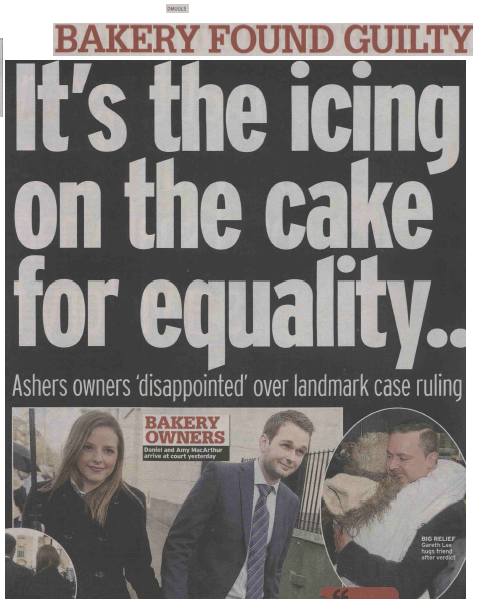 BAKERY FOUND GUILTY
It's the icing
on the cake
for equality..
Ashers owners 'disappointed' over landmark case ruling
BAKERY
OWNERS
Daniel and Amy MacArthur
arrive at court yesterday
BIG RELIEF
Gareth Lee
hugs friend
after verdict